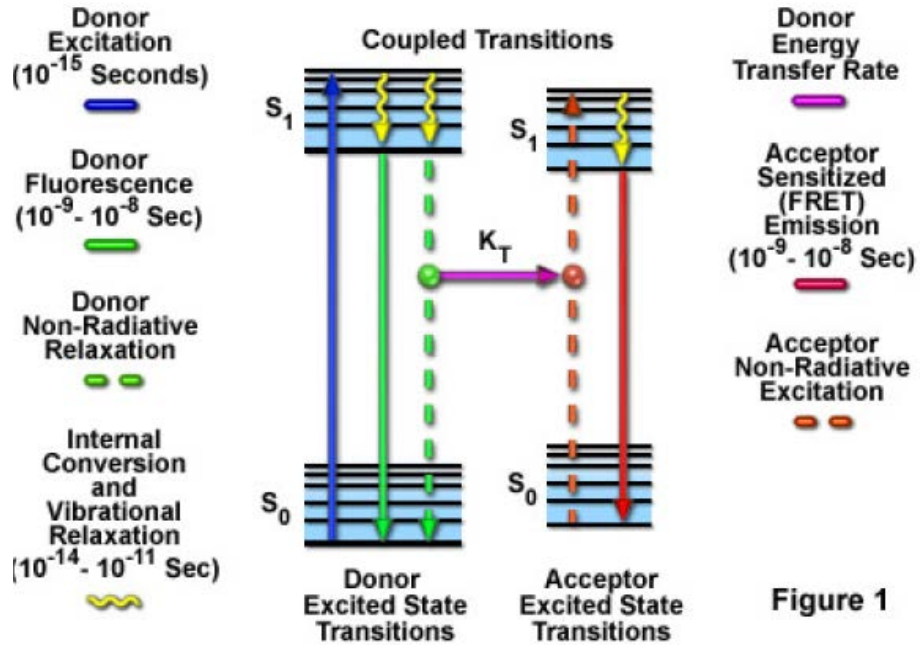 Donor
Excitation
(10⁻¹⁵ Seconds)
Donor
Fluorescence
(10⁻⁹- 10⁻⁸ Sec)
Donor
Non-Radiative
Relaxation
Internal
Conversion
and
Vibrational
Relaxation
(10⁻¹⁴- 10⁻¹¹ Sec)
Coupled Transitions
S₁
S₁
K_T
S₀
S₀
Donor
Excited State
Transitions
Acceptor
Excited State
Transitions
Donor
Energy
Transfer Rate
Acceptor
Sensitized
(FRET)
Emission
(10⁻⁹- 10⁻⁸ Sec)
Acceptor
Non-Radiative
Excitation
Figure 1